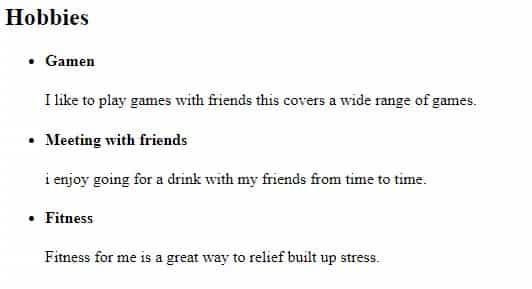 Hobbies
Gamen
I like to play games with friends this covers a wide range of games.
Meeting with friends
i enjoy going for a drink with my friends from time to time.
Fitness
Fitness for me is a great way to relief built up stress.